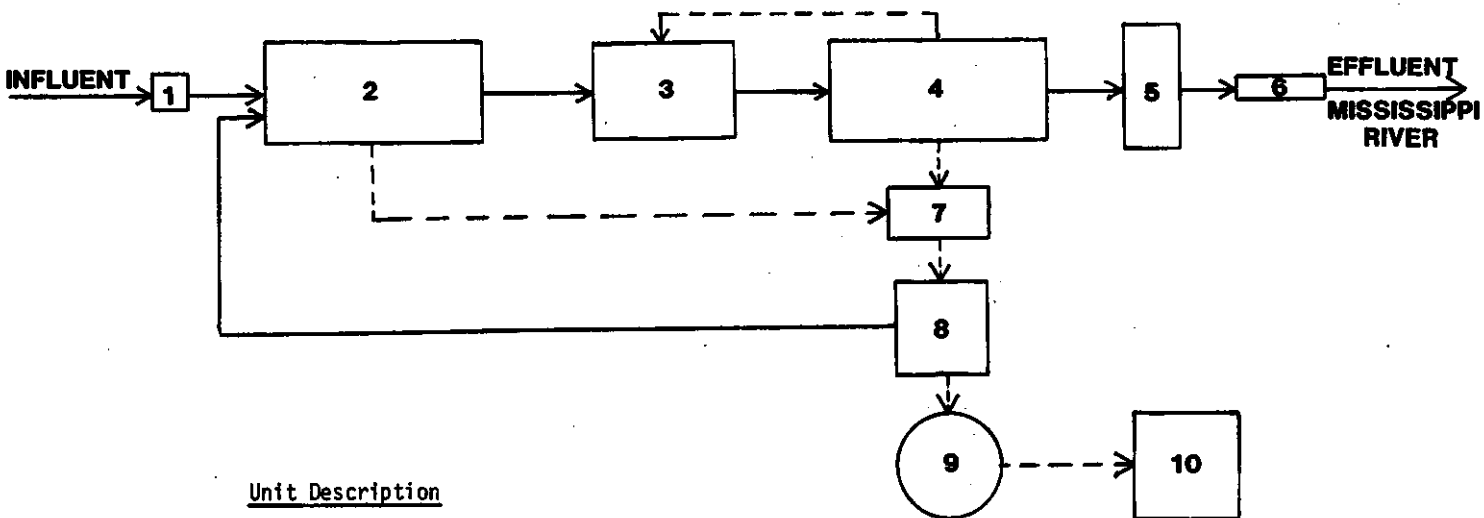 INFLUENT
1
2
3
4
5
6
EFFLUENT
MISSISSIPPI
RIVER
7
8
9
10
Unit Description